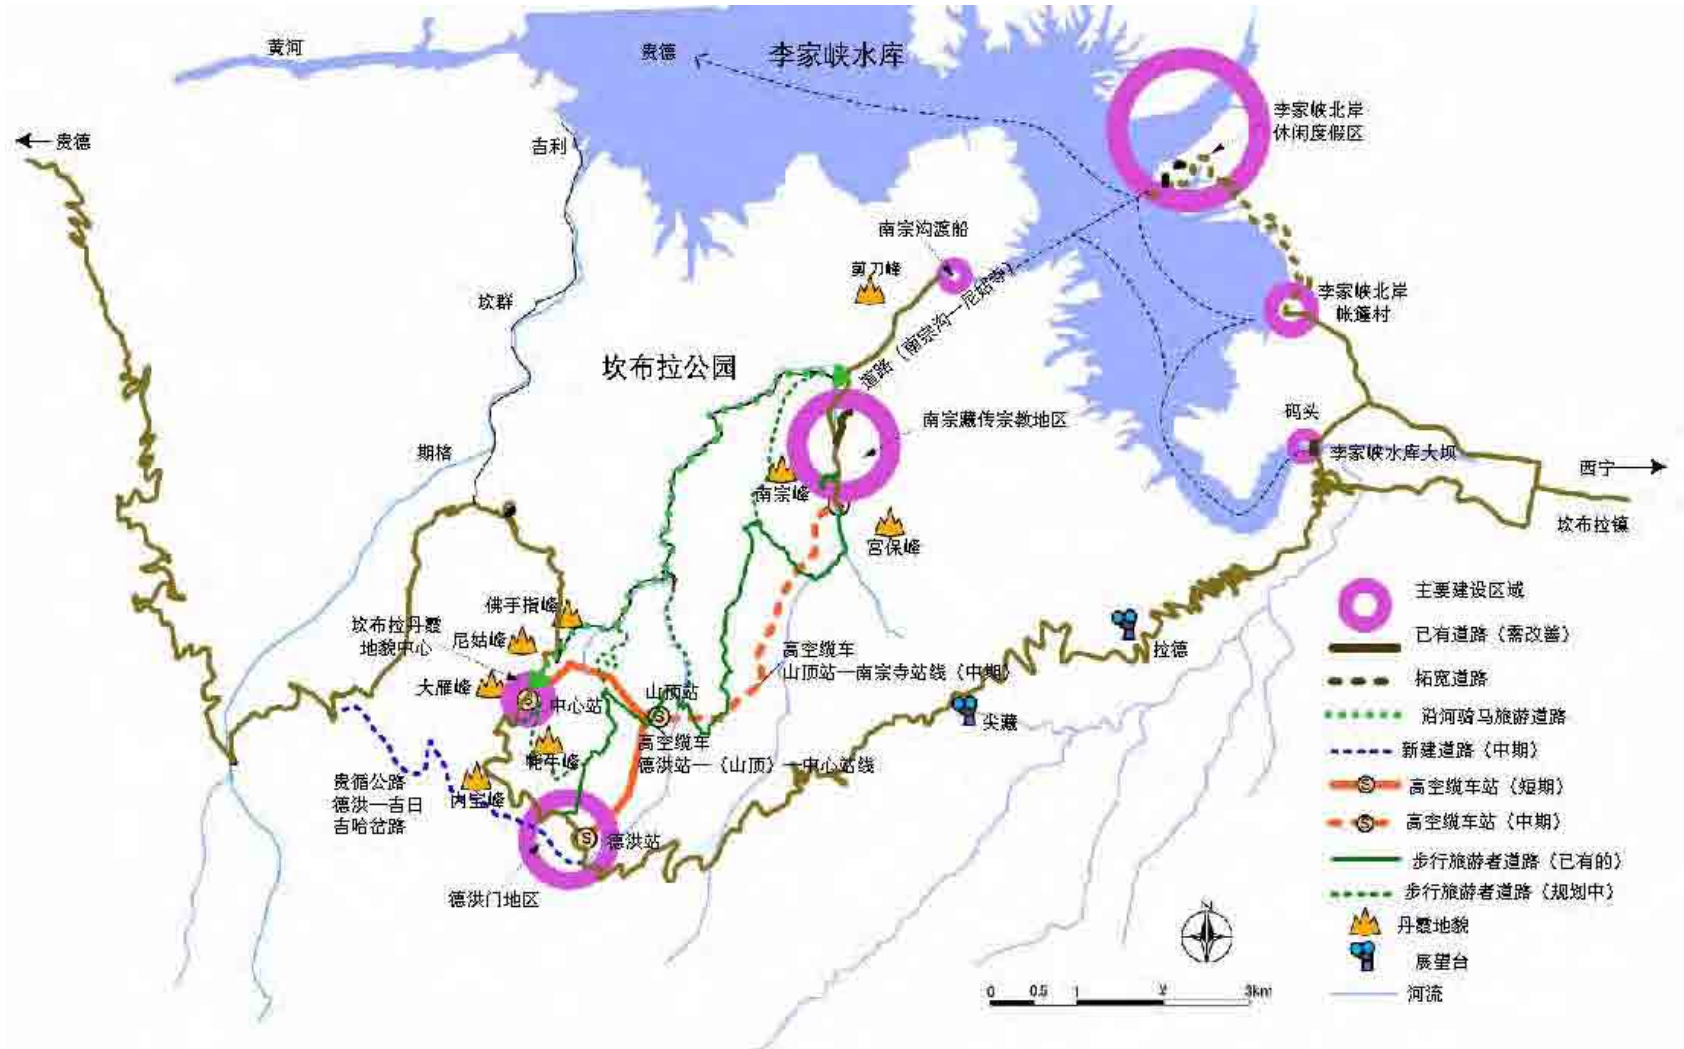 黄河
贵德
李家峡水库
李家峡北岸
休闲度假区
贵德
吉利
南宗沟渡船
剪刀峰
坎群
李家峡北岸
帐篷村
道路（南宗沟—尼姑寺）
坎布拉公园
码头
南宗藏传宗教地区
李家峡水库大坝
西宁
期格
南宗峰
坎布拉镇
宫保峰
佛手指峰
坎布拉丹霞
地貌中心
尼姑峰
大雁峰
中心站
山顶站
高空缆车
山顶站—南宗寺站线（中期）
拉德
尖藏
高空缆车
德洪站—（山顶）—中心站线
牦牛峰
内宝峰
贵循公路
德洪—吉日
吉哈岔路
德洪站
德洪门地区
主要建设区域
已有道路（需改善）
拓宽道路
沿河骑马旅游道路
新建道路（中期）
S 高空缆车站（短期）
S 高空缆车站（中期）
步行旅游者道路（已有的）
步行旅游者道路（规划中）
丹霞地貌
展望台
河流
N
0 0.5 1 2 3km